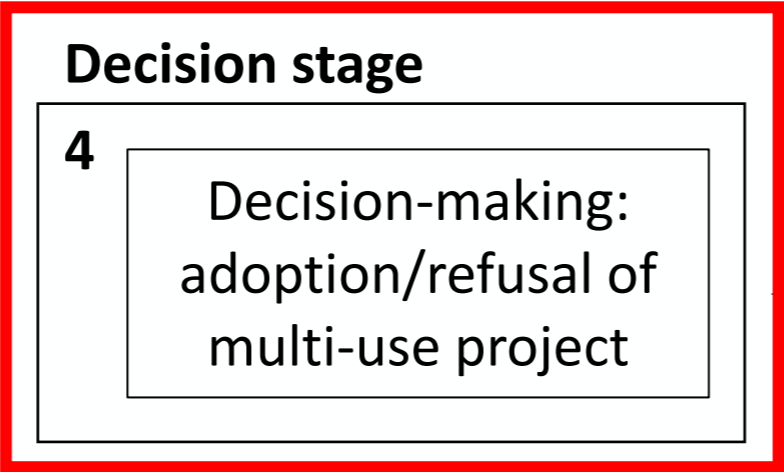 Decision stage
4
Decision-making:
adoption/refusal of
multi-use project